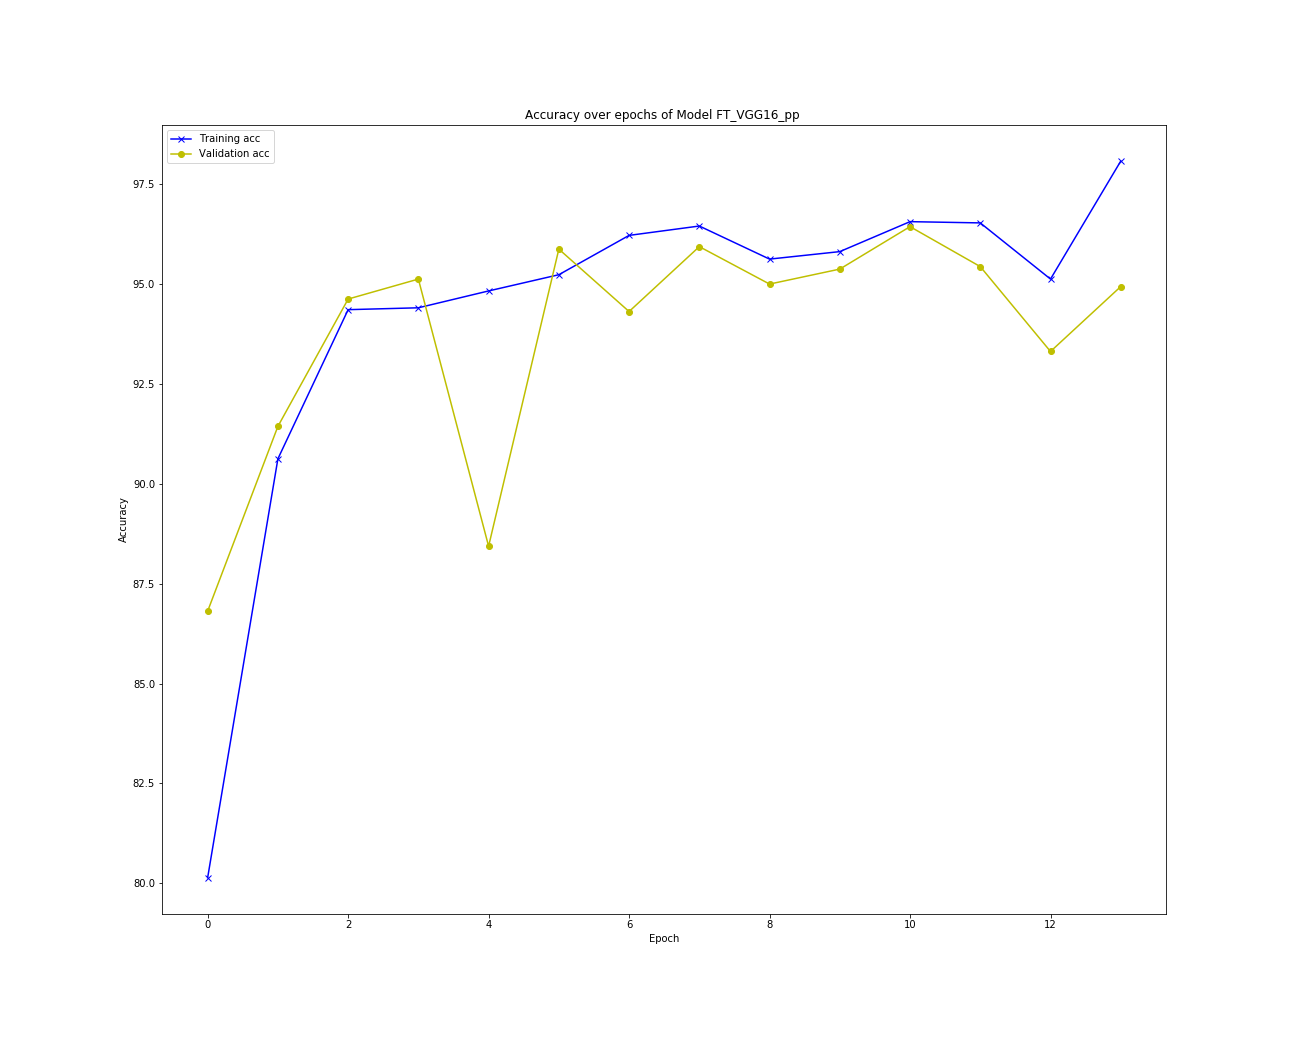 Accuracy over epochs of Model FT_VGG16_pp
Training acc
Validation acc
97.5
95.0
92.5
90.0
87.5
85.0
82.5
80.0
Accuracy
0 2 4 6 8 10 12
Epoch